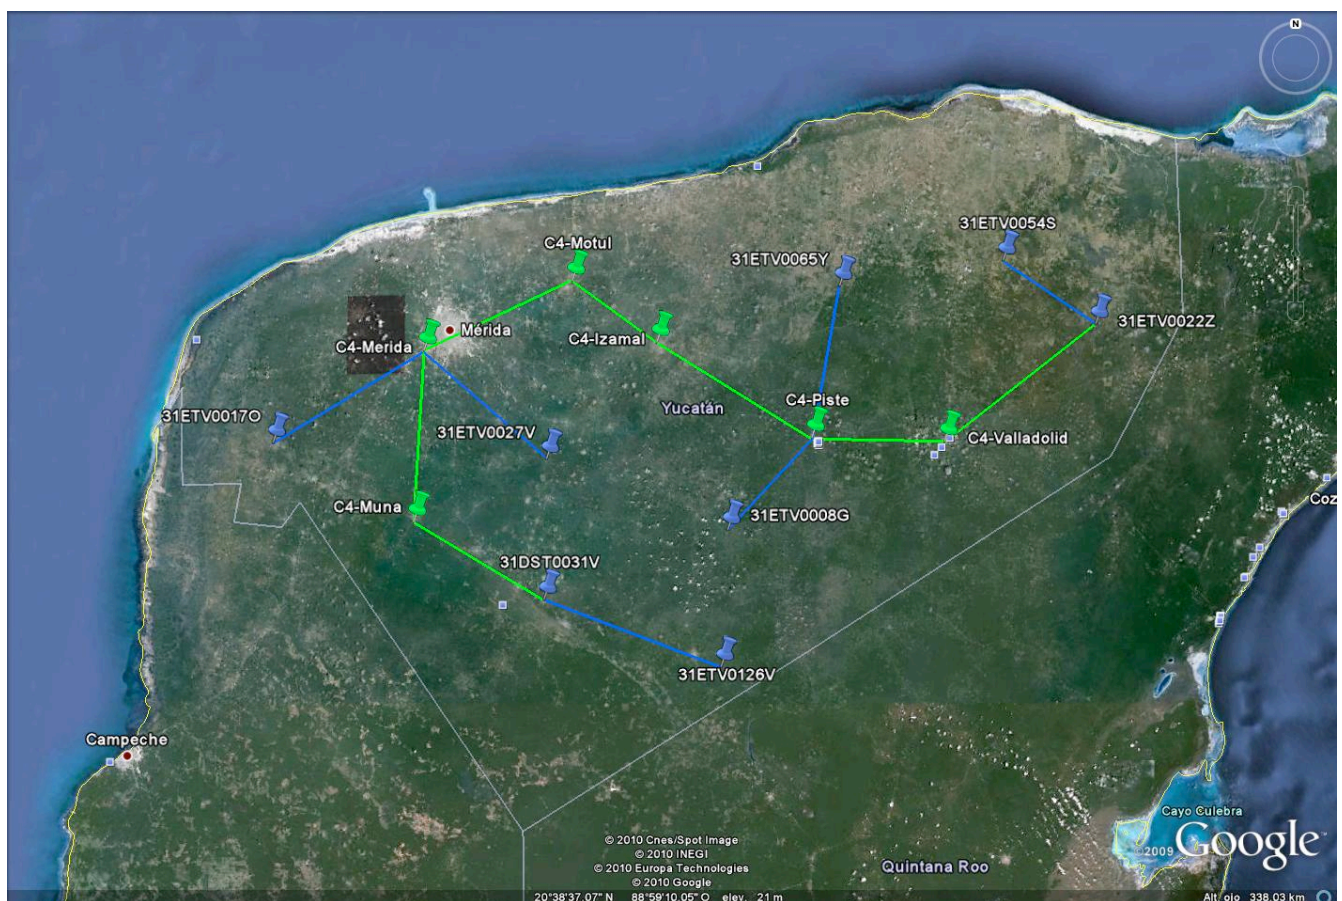 N
31ETV0054S
C4-Motul
31ETV0065Y
31ETV0022Z
Mérida
C4-Izamal
C4-Merida
C4-Piste
Yucatán
31ETV0017O
31ETV0027V
C4-Valladolid
Coz
C4-Muna
31ETV0008G
31DST0031V
31ETV0126V
Campeche
Cayo Culebra
© 2010 Cnes/Spot Image
© 2010 INEGI
© 2010 Europa Technologies
© 2010 Google
©2009
Google
Quintana Roo
20°38'37.07" N 88°59'10.05" O elev. 21 m
Alt. ojo 338.03 km